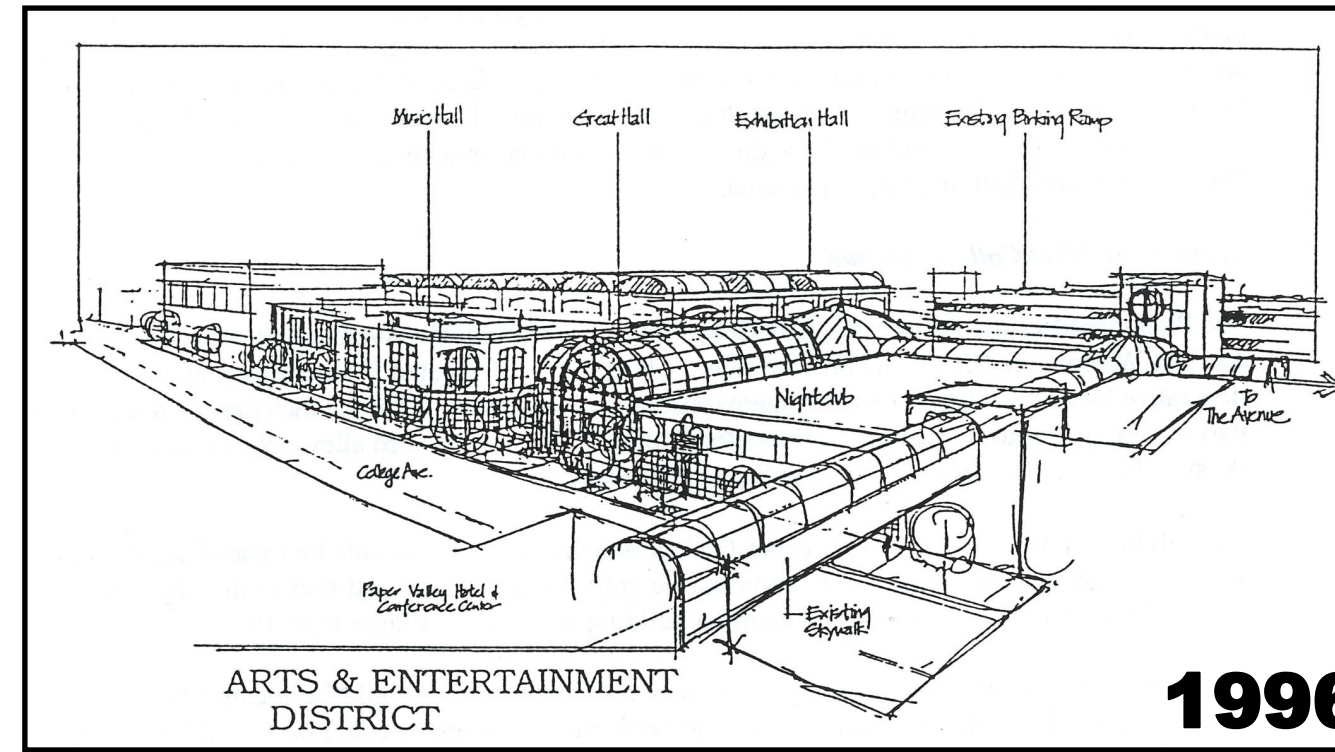 Music Hall
Great Hall
Exhibition Hall
Existing Parking Ramp
Nightclub
To
The Avenue
College Ave.
Paper Valley Hotel &
Conference Center
Existing
Skywalk
ARTS & ENTERTAINMENT
DISTRICT
1996